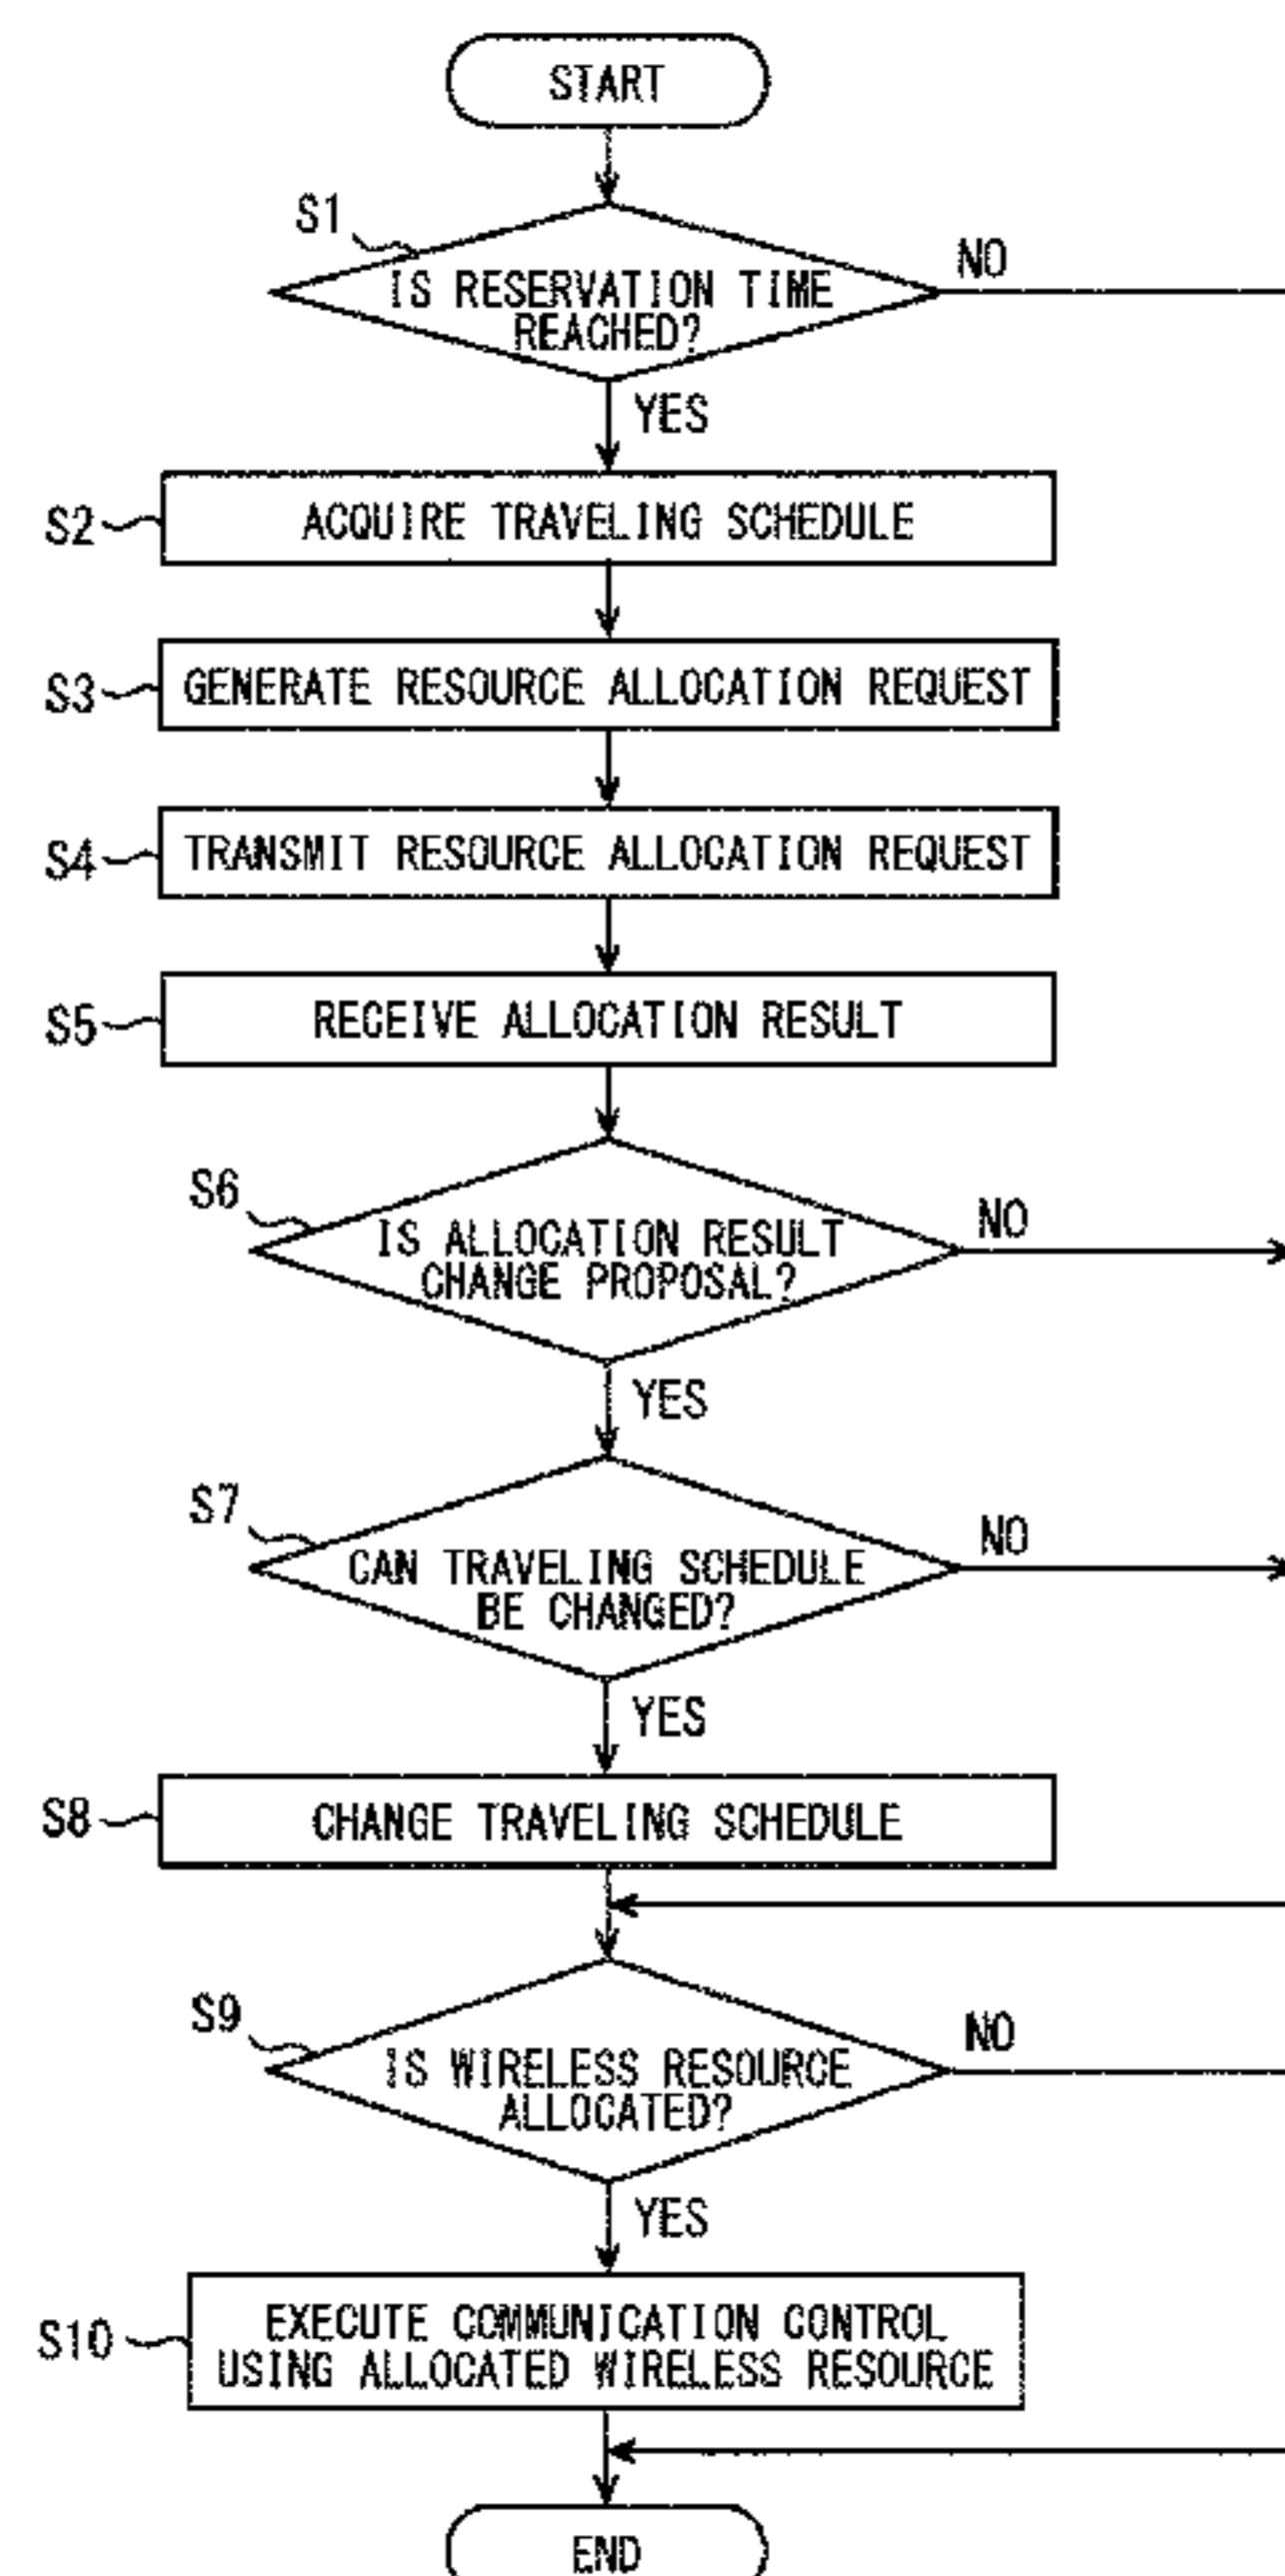 START
S1
IS RESERVATION TIME
REACHED?
NO
YES
S2
ACQUIRE TRAVELING SCHEDULE
S3
GENERATE RESOURCE ALLOCATION REQUEST
S4
TRANSMIT RESOURCE ALLOCATION REQUEST
S5
RECEIVE ALLOCATION RESULT
S6
IS ALLOCATION RESULT
CHANGE PROPOSAL?
NO
YES
S7
CAN TRAVELING SCHEDULE
BE CHANGED?
NO
YES
S8
CHANGE TRAVELING SCHEDULE
S9
IS WIRELESS RESOURCE
ALLOCATED?
NO
YES
S10
EXECUTE COMMUNICATION CONTROL
USING ALLOCATED WIRELESS RESOURCE
END